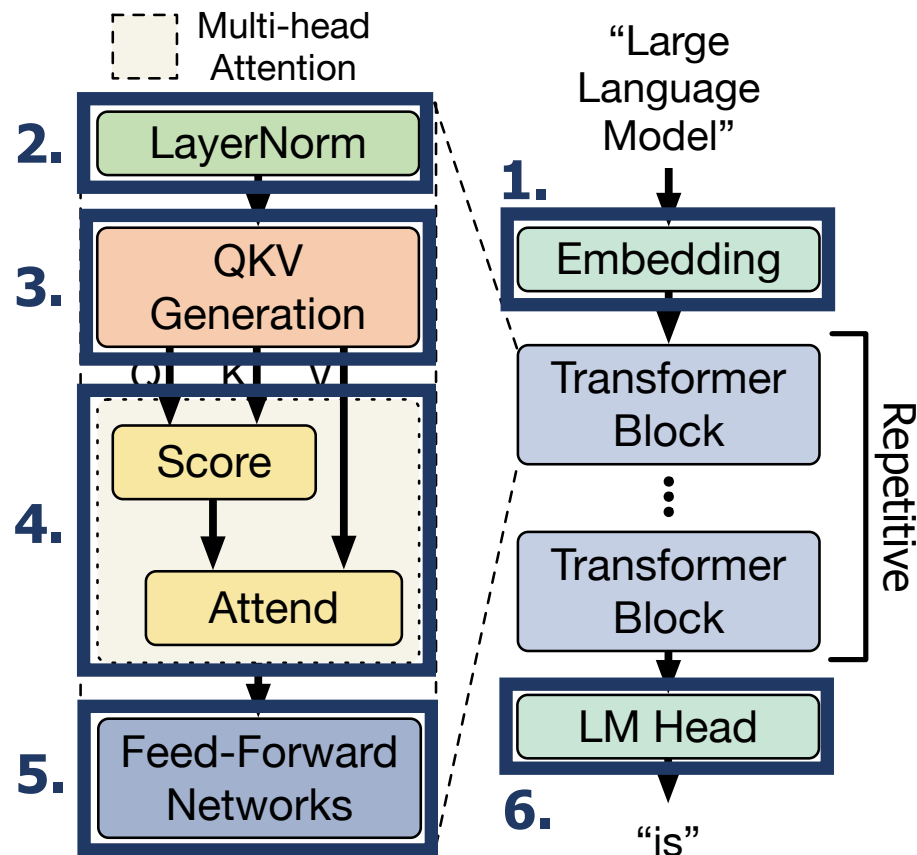 Multi-head
Attention
2.
LayerNorm
3.
QKV
Generation
Q K V
4.
Score
Attend
5.
Feed-Forward
Networks
“Large
Language
Model”
1.
Embedding
Transformer
Block
Transformer
Block
Repetitive
LM Head
6.
“is”